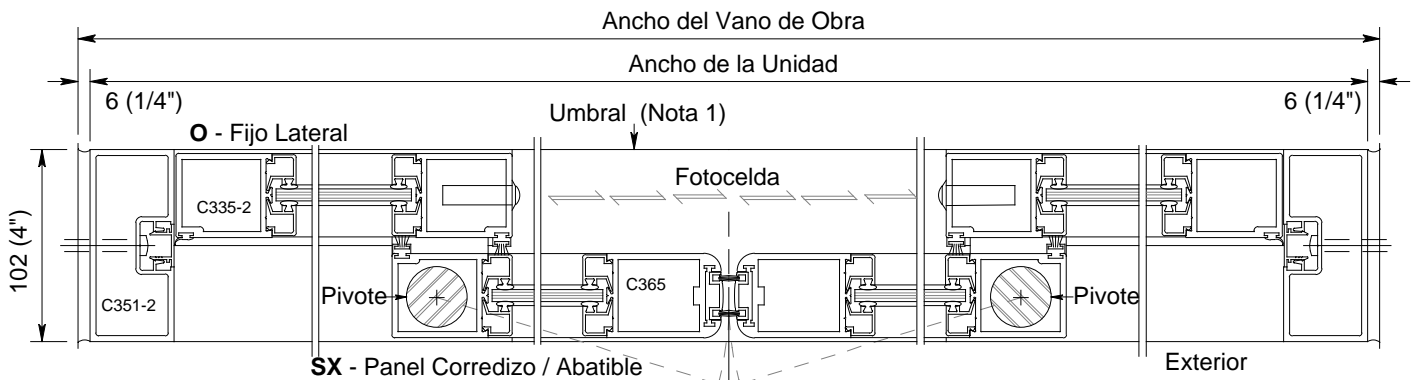 Ancho del Vano de Obra
Ancho de la Unidad
6 (1/4")
6 (1/4")
Umbral (Nota 1)
O - Fijo Lateral
Fotocelda
C335-2
102 (4")
C365
C351-2
Pivote
Pivote
SX - Panel Corredizo / Abatible
Exterior